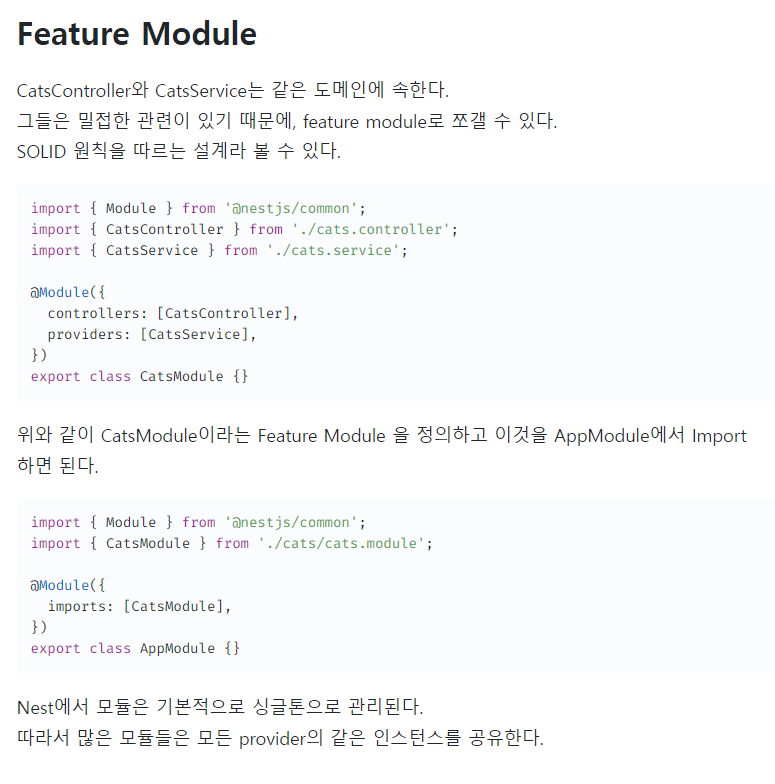 Feature Module
CatsController와 CatsService는 같은 도메인에 속한다.
그들은 밀접한 관련이 있기 때문에, feature module로 쪼갤 수 있다.
SOLID 원칙을 따르는 설계라 볼 수 있다.
import { Module } from '@nestjs/common';
import { CatsController } from './cats.controller';
import { CatsService } from './cats.service';
@Module({
  controllers: [CatsController],
  providers: [CatsService],
})
export class CatsModule {}
위와 같이 CatsModule이라는 Feature Module 을 정의하고 이것을 AppModule에서 Import
하면 된다.
import { Module } from '@nestjs/common';
import { CatsModule } from './cats/cats.module';
@Module({
  imports: [CatsModule],
})
export class AppModule {}
Nest에서 모듈은 기본적으로 싱글톤으로 관리된다.
따라서 많은 모듈들은 모든 provider의 같은 인스턴스를 공유한다.